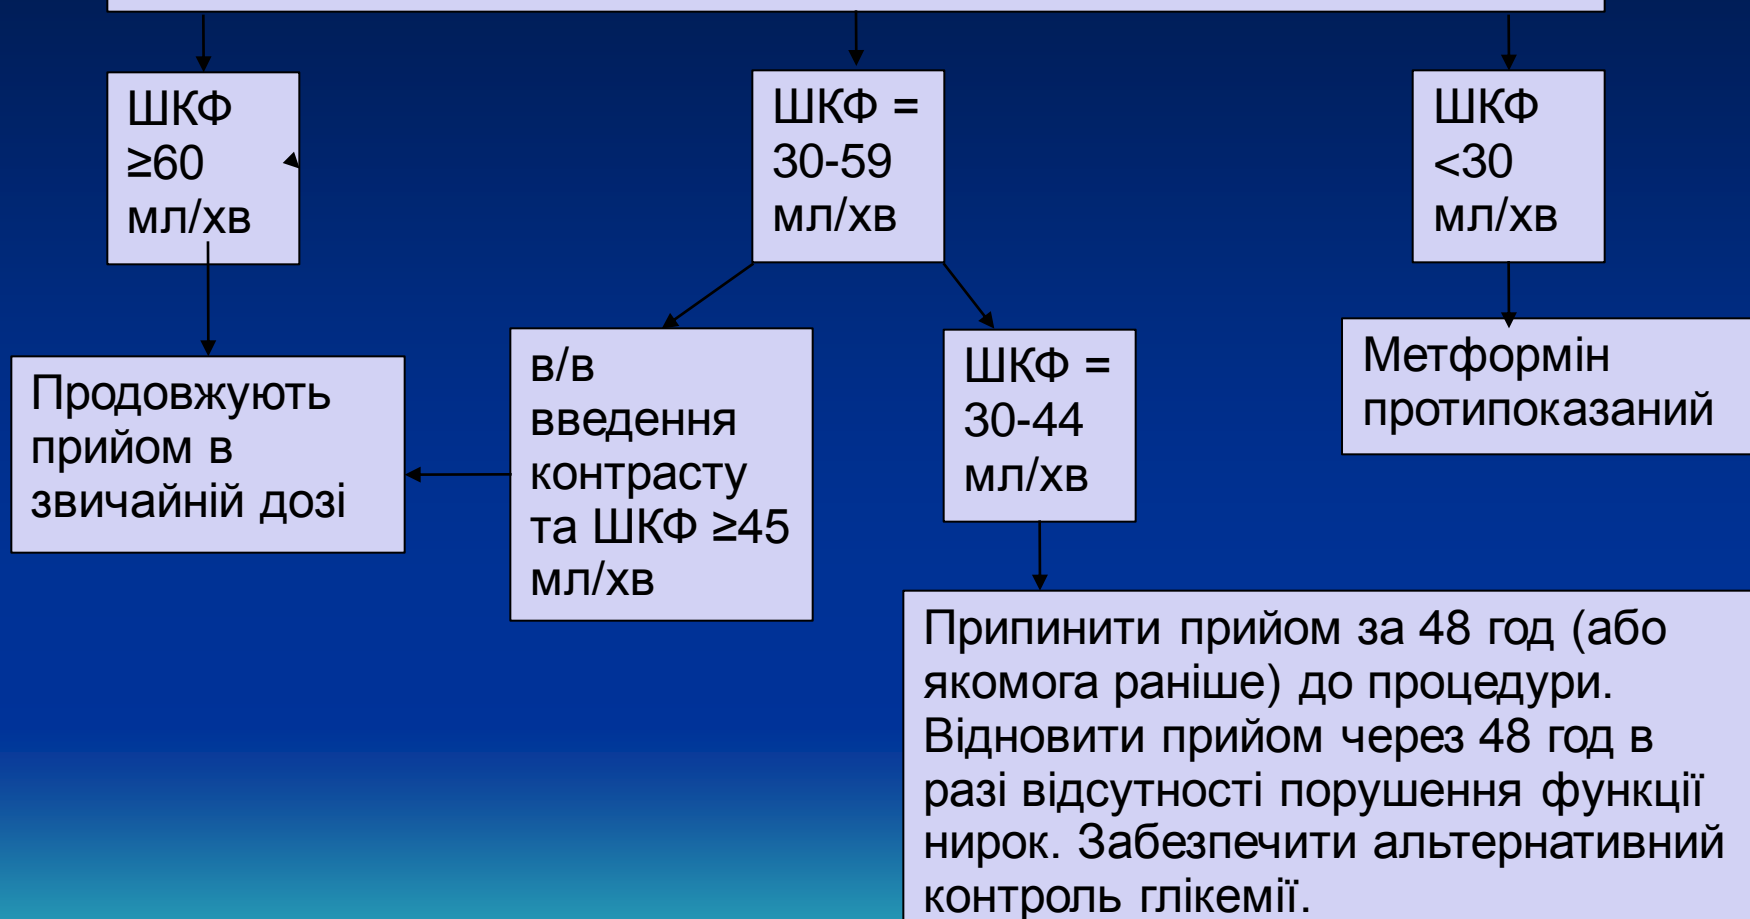 ШКФ
≥60
мл/хв
ШКФ =
30-59
мл/хв
ШКФ
<30
мл/хв
Продовжують
прийом в
звичайній дозі
в/в
введення
контрасту
та ШКФ ≥45
мл/хв
ШКФ =
30-44
мл/хв
Метформін
протипоказаний
Припинити прийом за 48 год (або
якомога раніше) до процедури.
Відновити прийом через 48 год в
разі відсутності порушення функції
нирок. Забезпечити альтернативний
контроль глікемії.